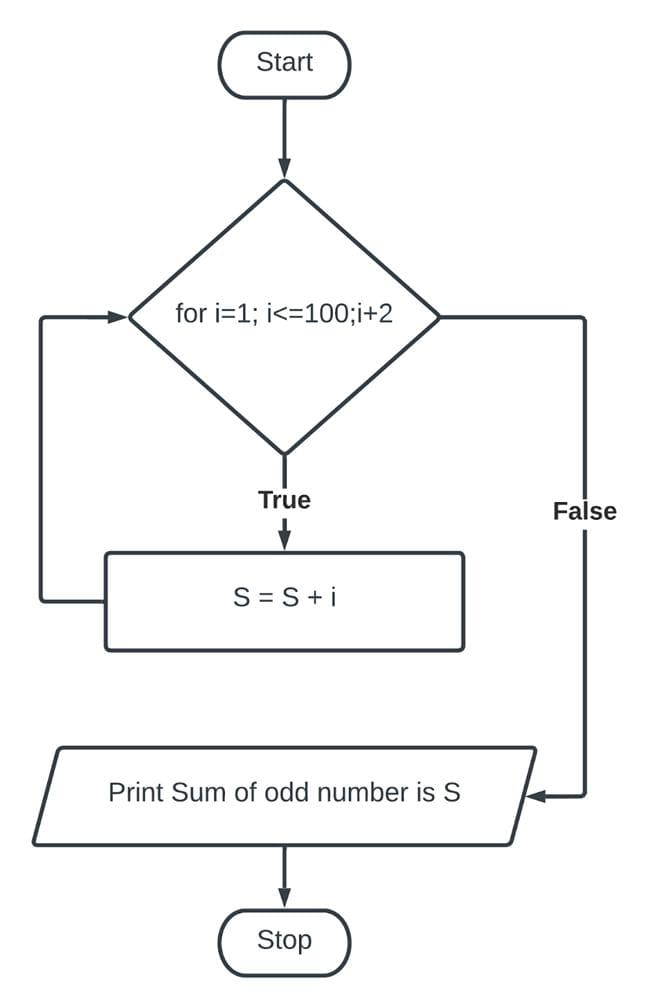 Start
for i=1; i<=100;i+2
True
False
S = S + i
Print Sum of odd number is S
Stop